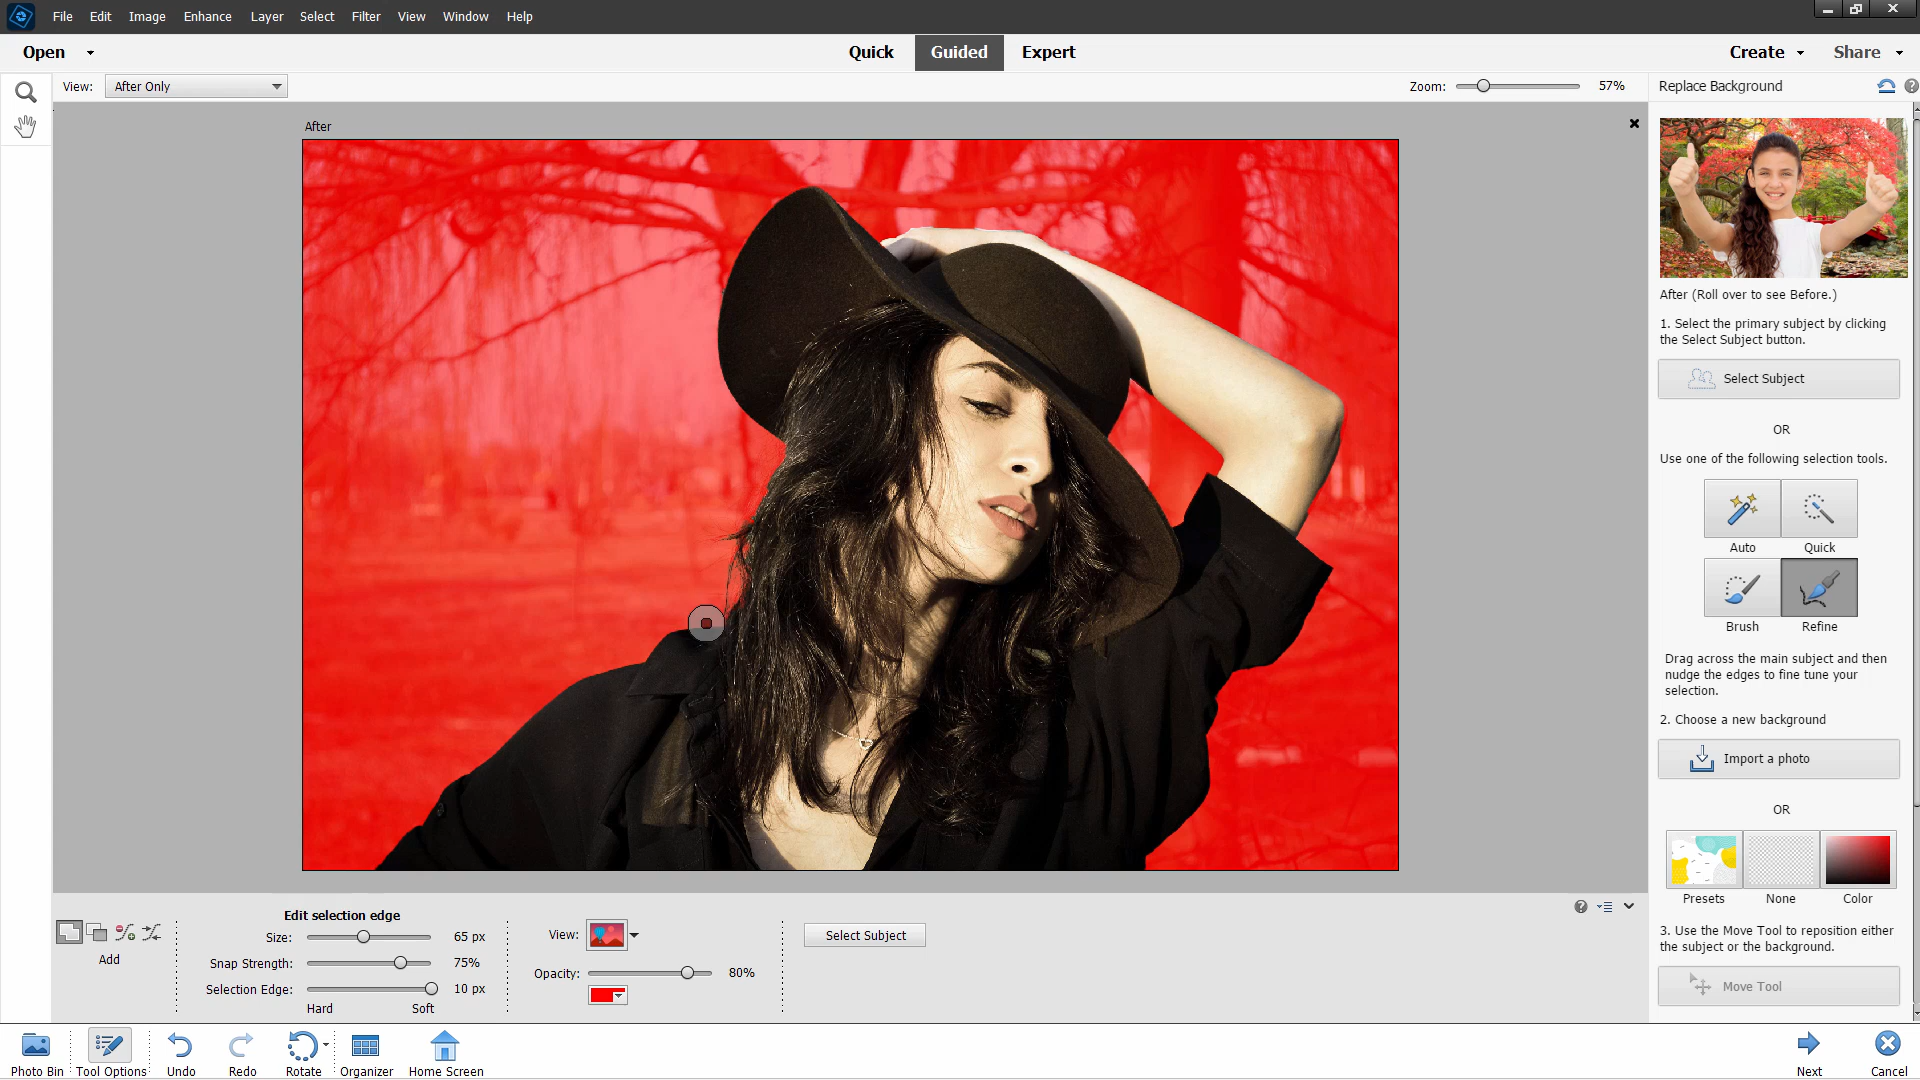 File Edit Image Enhance Layer Select Filter View Window Help
Open Quick Guided Expert Create Share
View: After Only Zoom: 57% Replace Background
After
After (Roll over to see Before.)
1. Select the primary subject by clicking
the Select Subject button.
Select Subject
OR
Use one of the following selection tools.
Auto Quick
Brush Refine
Drag across the main subject and then
nudge the edges to fine tune your
selection.
2. Choose a new background
Import a photo
OR
Presets None Color
3. Use the Move Tool to reposition either
the subject or the background.
Move Tool
Edit selection edge
Size: 65 px
Add
Snap Strength: 75%
Selection Edge: 10 px
Hard Soft
View:
Opacity: 80%
Select Subject
Photo Bin Tool Options Undo Redo Rotate Organizer Home Screen Next Cancel